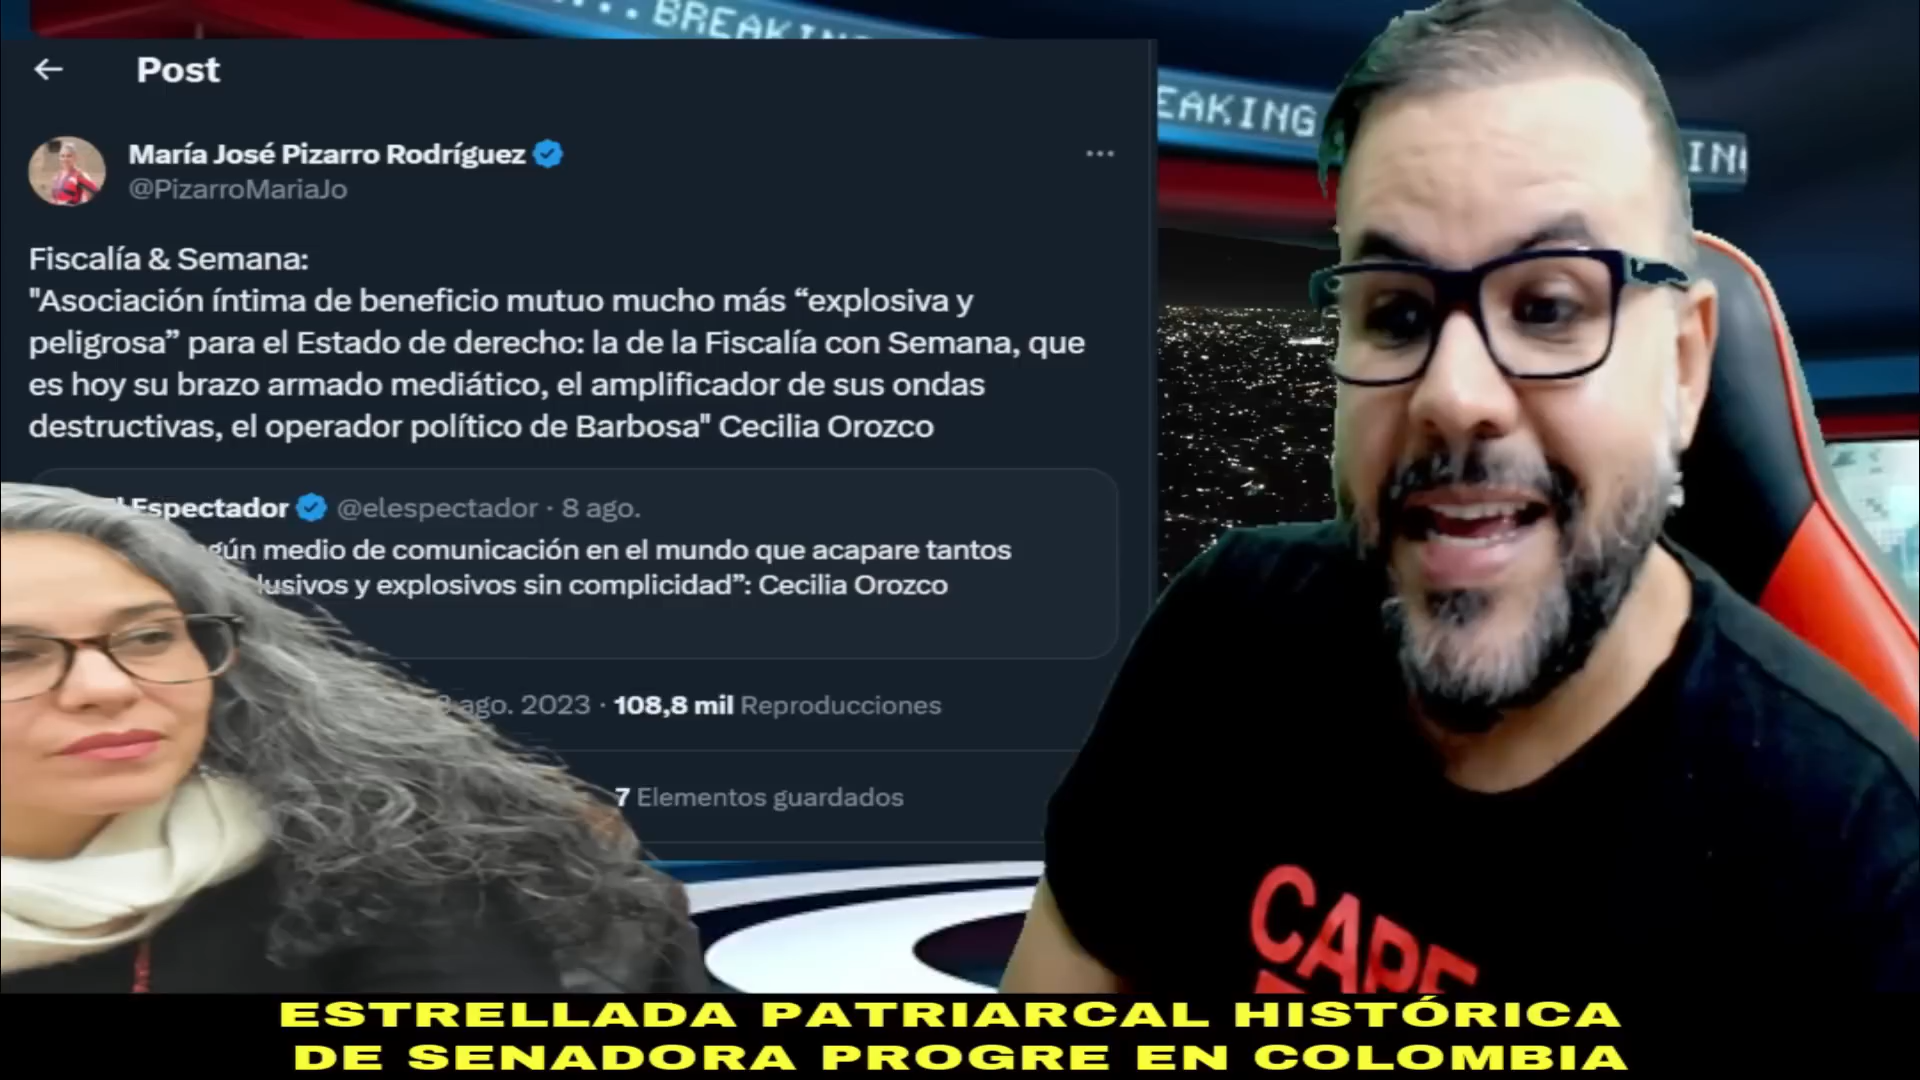 ...BREAKING
EAKING
Post
María José Pizarro Rodríguez
@PizarroMariaJo
Fiscalía & Semana:
"Asociación íntima de beneficio mutuo mucho más “explosiva y
peligrosa” para el Estado de derecho: la de la Fiscalía con Semana, que
es hoy su brazo armado mediático, el amplificador de sus ondas
destructivas, el operador político de Barbosa" Cecilia Orozco
Espectador @elespectador · 8 ago.
medio de comunicación en el mundo que acapare tantos
y explosivos sin complicidad”: Cecilia Orozco
ago. 2023 · 108,8 mil Reproducciones
7 Elementos guardados
ESTRELLADA PATRIARCAL HISTÓRICA
DE SENADORA PROGRE EN COLOMBIA